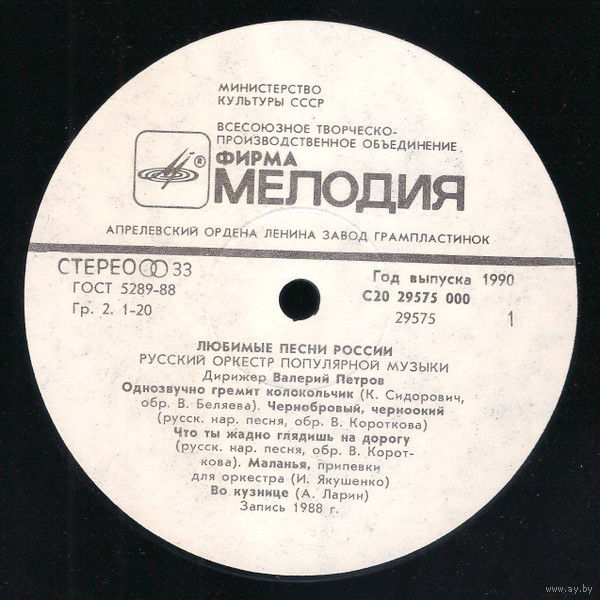 МИНИСТЕРСТВО
КУЛЬТУРЫ СССР
ВСЕСОЮЗНОЕ ТВОРЧЕСКО-
ПРОИЗВОДСТВЕННОЕ ОБЪЕДИНЕНИЕ
® ФИРМА
МЕЛОДИЯ
АПРЕЛЕВСКИЙ ОРДЕНА ЛЕНИНА ЗАВОД ГРАМПЛАСТИНОК
СТЕРЕО 33
ГОСТ 5289-88
Гр. 2. 1-20
Год выпуска 1990
С20 29575 000
29575 1
ЛЮБИМЫЕ ПЕСНИ РОССИИ
РУССКИЙ ОРКЕСТР ПОПУЛЯРНОЙ МУЗЫКИ
Дирижер Валерий Петров
Однозвучно гремит колокольчик (К. Сидорович,
обр. В. Беляева). Чернобровый, черноокий
(русск. нар. песня, обр. В. Короткова)
Что ты жадно глядишь на дорогу
(русск. нар. песня, обр. В. Корот-
кова). Маланья, припевки
для оркестра (И. Якушенко)
Во кузнице (А. Ларин)
Запись 1988 г.
www.ay.by